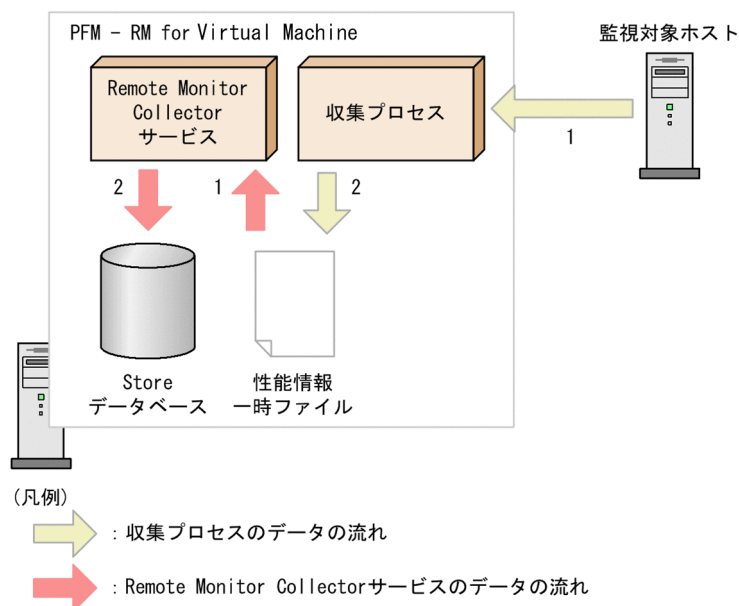 PFM - RM for Virtual Machine
監視対象ホスト
Remote Monitor
Collector
サービス
収集プロセス
1
2
1
2
Store
データベース
性能情報
一時ファイル
(凡例)
: 収集プロセスのデータの流れ
: Remote Monitor Collectorサービスのデータの流れ